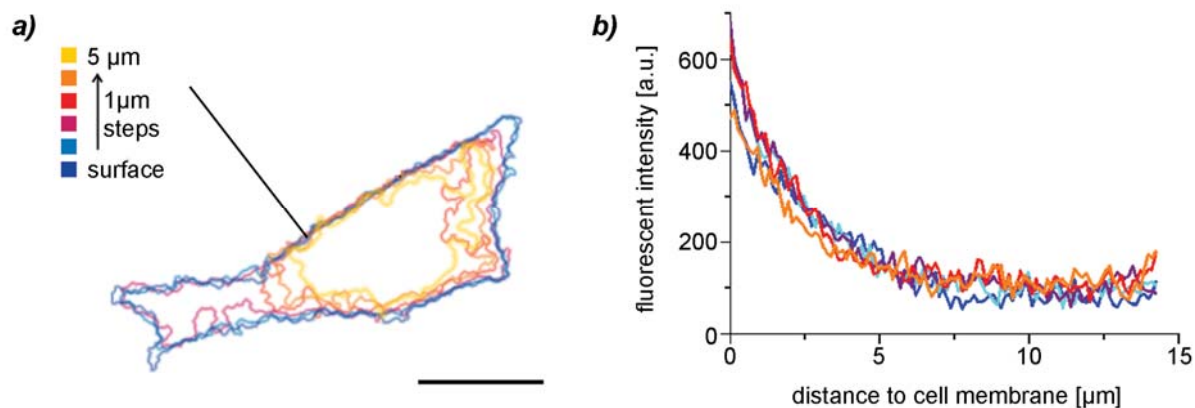 a)
5 µm
1µm
steps
surface
b)
fluorescent intensity [a.u.]
600
400
200
0
0
5
10
15
distance to cell membrane [µm]